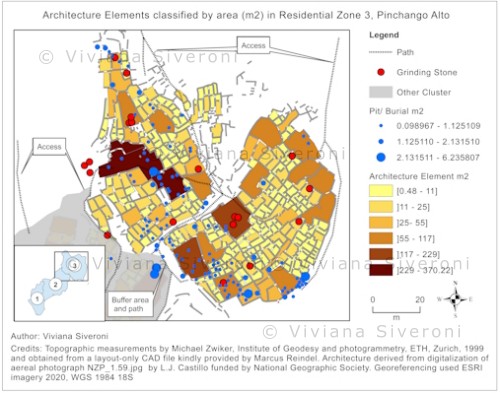 Architecture Elements classified by area (m2) in Residential Zone 3, Pinchango Alto
© Viviana Siveroni
Access
Legend
Path
Grinding Stone
Other Cluster
Pit/ Burial m2
0.098967 - 1.125109
1.125110 - 2.131510
2.131511 - 6.235807
Architecture Element m2
[0.48 - 11]
]11 - 25]
]25- 55]
]55 - 117]
]117 - 229]
]229 - 370.22]
© Viviana Siveroni
Access
© Viviana Siveroni
© Viviana Siveroni
3
2
1
Buffer area
and path
0 50
m
© Viviana Siveroni
Author: Viviana Siveroni
Credits: Topographic measurements by Michael Zwiker, Institute of Geodesy and photogrammetry, ETH, Zurich, 1999
and obtained from a layout-only CAD file kindly provided by Marcus Reindel. Architecture derived from digitalization of
aereal photograph NZP_1.59.jpg by L.J. Castillo funded by National Geographic Society. Georeferencing used ESRI
imagery 2020, WGS 1984 18S